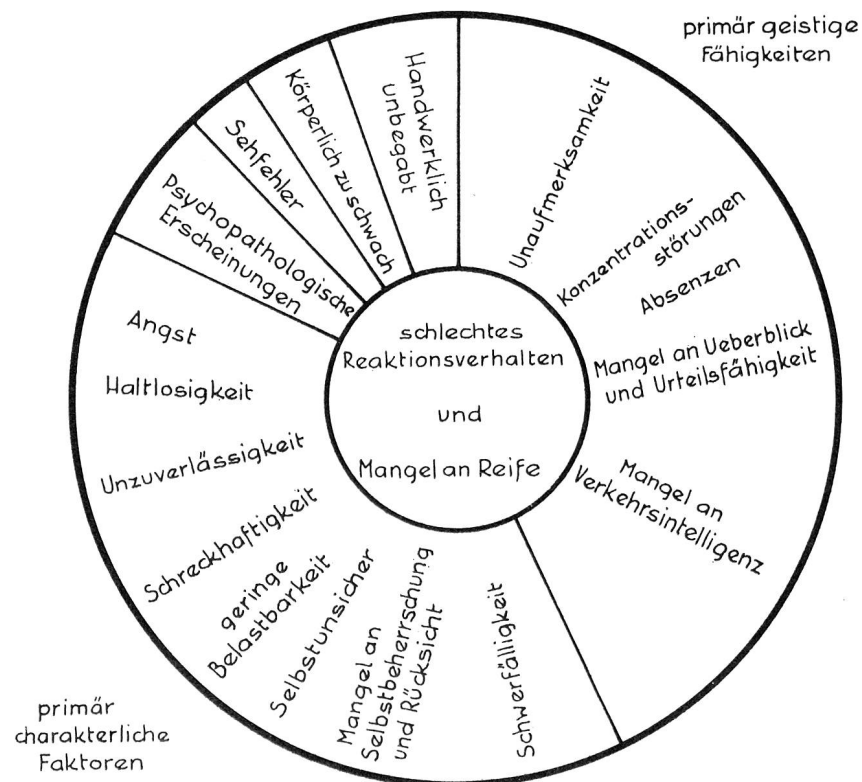 primär geistige
Fähigkeiten
Handwerklich
unbegabt
Körperlich zu schwach
Sehfehler
Psychopathologische
Erscheinungen
Unaufmerksamkeit
Konzentrations-
störungen
Absenzen
Mangel an Ueberblick
und Urteilsfähigkeit
Mangel an
Verkehrsintelligenz
schlechtes
Reaktionsverhalten
und
Mangel an Reife
Angst
Haltlosigkeit
Unzuverlässigkeit
Schreckhaftigkeit
geringe
Belastbarkeit
Selbstunsicher
Mangel an
Selbstbeherrschung
und Rücksicht
Schwerfälligkeit
primär
charakterliche
Faktoren